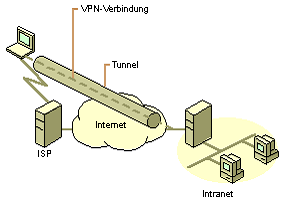 VPN-Verbindung
Tunnel
Internet
ISP
Intranet